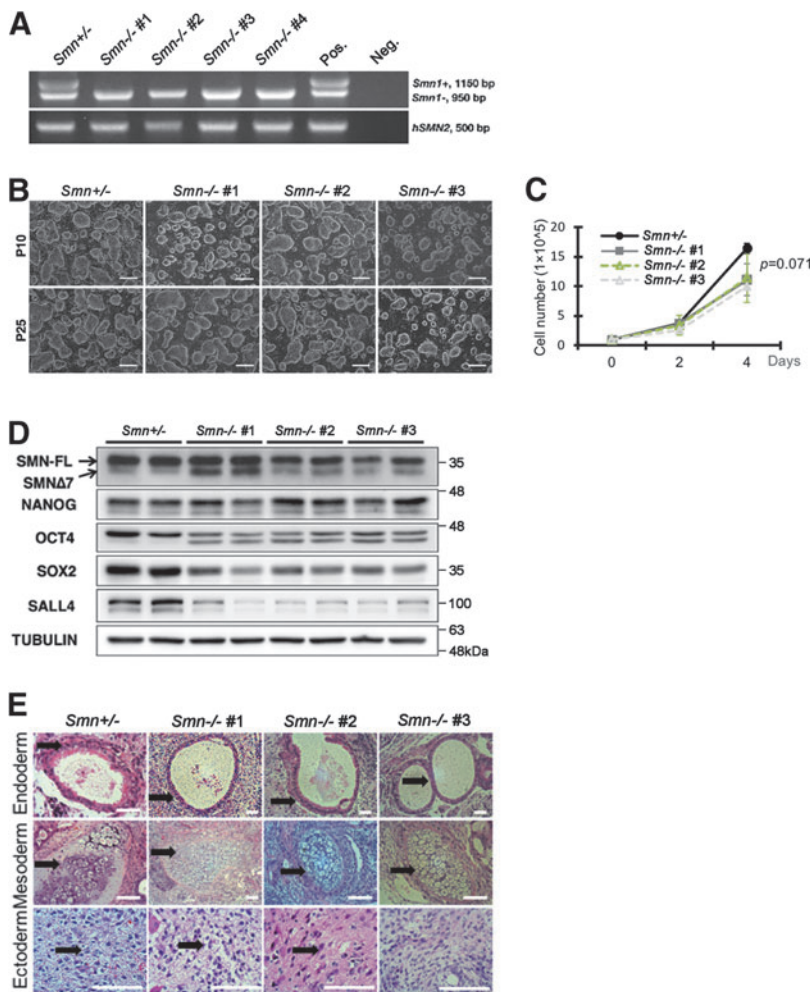 A
Smn+/-
Smn-/- #1
Smn-/- #2
Smn-/- #3
Smn-/- #4
Pos.
Neg.
Smn1+, 1150 bp
Smn1-, 950 bp
hSMN2, 500 bp
B
Smn+/- Smn-/- #1 Smn-/- #2 Smn-/- #3
P10
P25
C
Cell number (1×10^5)
20
15
10
5
0
Smn+/-
Smn-/- #1
Smn-/- #2
Smn-/- #3
p=0.071
0 2 4 Days
D
Smn+/- Smn-/- #1 Smn-/- #2 Smn-/- #3
SMN-FL
SMNΔ7
35
NANOG
48
OCT4
48
SOX2
35
SALL4
100
TUBULIN
63
48kDa
E
Smn+/- Smn-/- #1 Smn-/- #2 Smn-/- #3
Endoderm
Mesoderm
Ectoderm